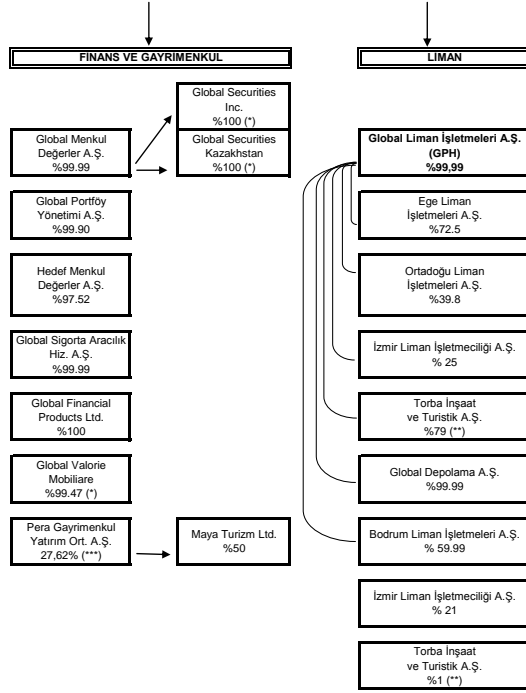 FİNANS VE GAYRİMENKUL
Global Securities
Inc.
%100 (*)
Global Menkul
Değerler A.Ş.
%99.99
Global Securities
Kazakhstan
%100 (*)
Global Portföy
Yönetimi A.Ş.
%99.90
Hedef Menkul
Değerler A.Ş.
%97.52
Global Sigorta Aracılık
Hiz. A.Ş.
%99.99
Global Financial
Products Ltd.
%100
Global Valorie
Mobiliare
%99.47 (*)
Pera Gayrimenkul
Yatırım Ort. A.Ş.
27,62% (***)
Maya Turizm Ltd.
%50
LİMAN
Global Liman İşletmeleri A.Ş.
(GPH)
%99,99
Ege Liman
İşletmeleri A.Ş.
%72.5
Ortadoğu Liman
İşletmeleri A.Ş.
%39.8
İzmir Liman İşletmeciliği A.Ş.
% 25
Torba İnşaat
ve Turistik A.Ş.
%79 (**)
Global Depolama A.Ş.
%99.99
Bodrum Liman İşletmeleri A.Ş.
% 59.99
İzmir Liman İşletmeciliği A.Ş.
% 21
Torba İnşaat
ve Turistik A.Ş.
%1 (**)